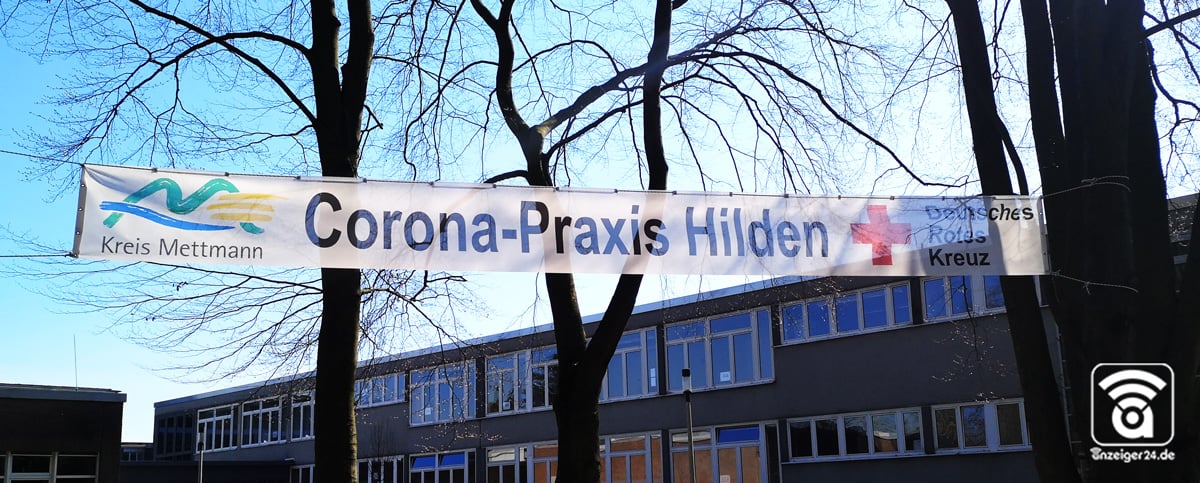 Kreis Mettmann
Corona-Praxis Hilden
Deutsches
Rotes
Kreuz
anzeiger24.de